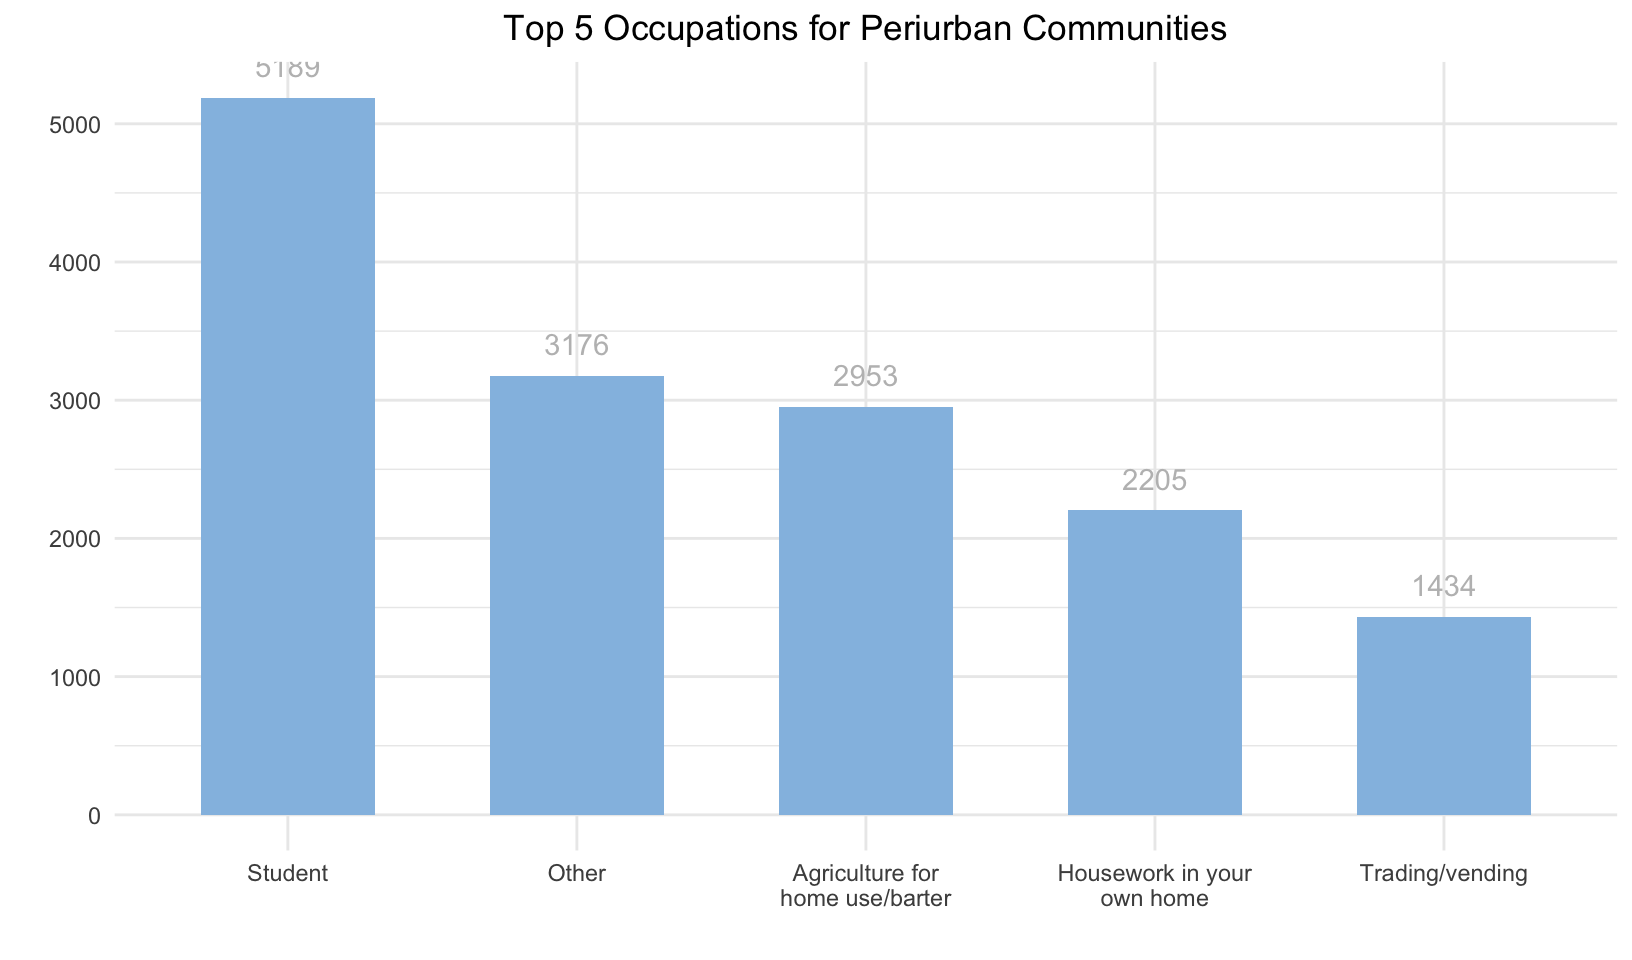 Top 5 Occupations for Periurban Communities
5189
5000
4000
3176
2953
3000
2205
2000
1434
1000
0
Student
Other
Agriculture for
home use/barter
Housework in your
own home
Trading/vending